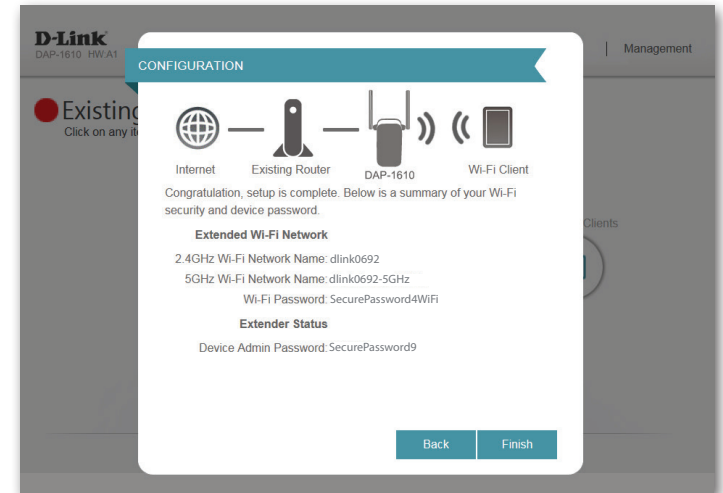 D-Link
DAP-1610 HW:A1
Management
CONFIGURATION
Existing
Click on any it
Internet
Existing Router
DAP-1610
Wi-Fi Client
Congratulation, setup is complete. Below is a summary of your Wi-Fi
security and device password.
Clients
Extended Wi-Fi Network
2.4GHz Wi-Fi Network Name: dlink0692
5GHz Wi-Fi Network Name: dlink0692-5GHz
Wi-Fi Password: SecurePassword4WiFi
Extender Status
Device Admin Password: SecurePassword9
Back
Finish